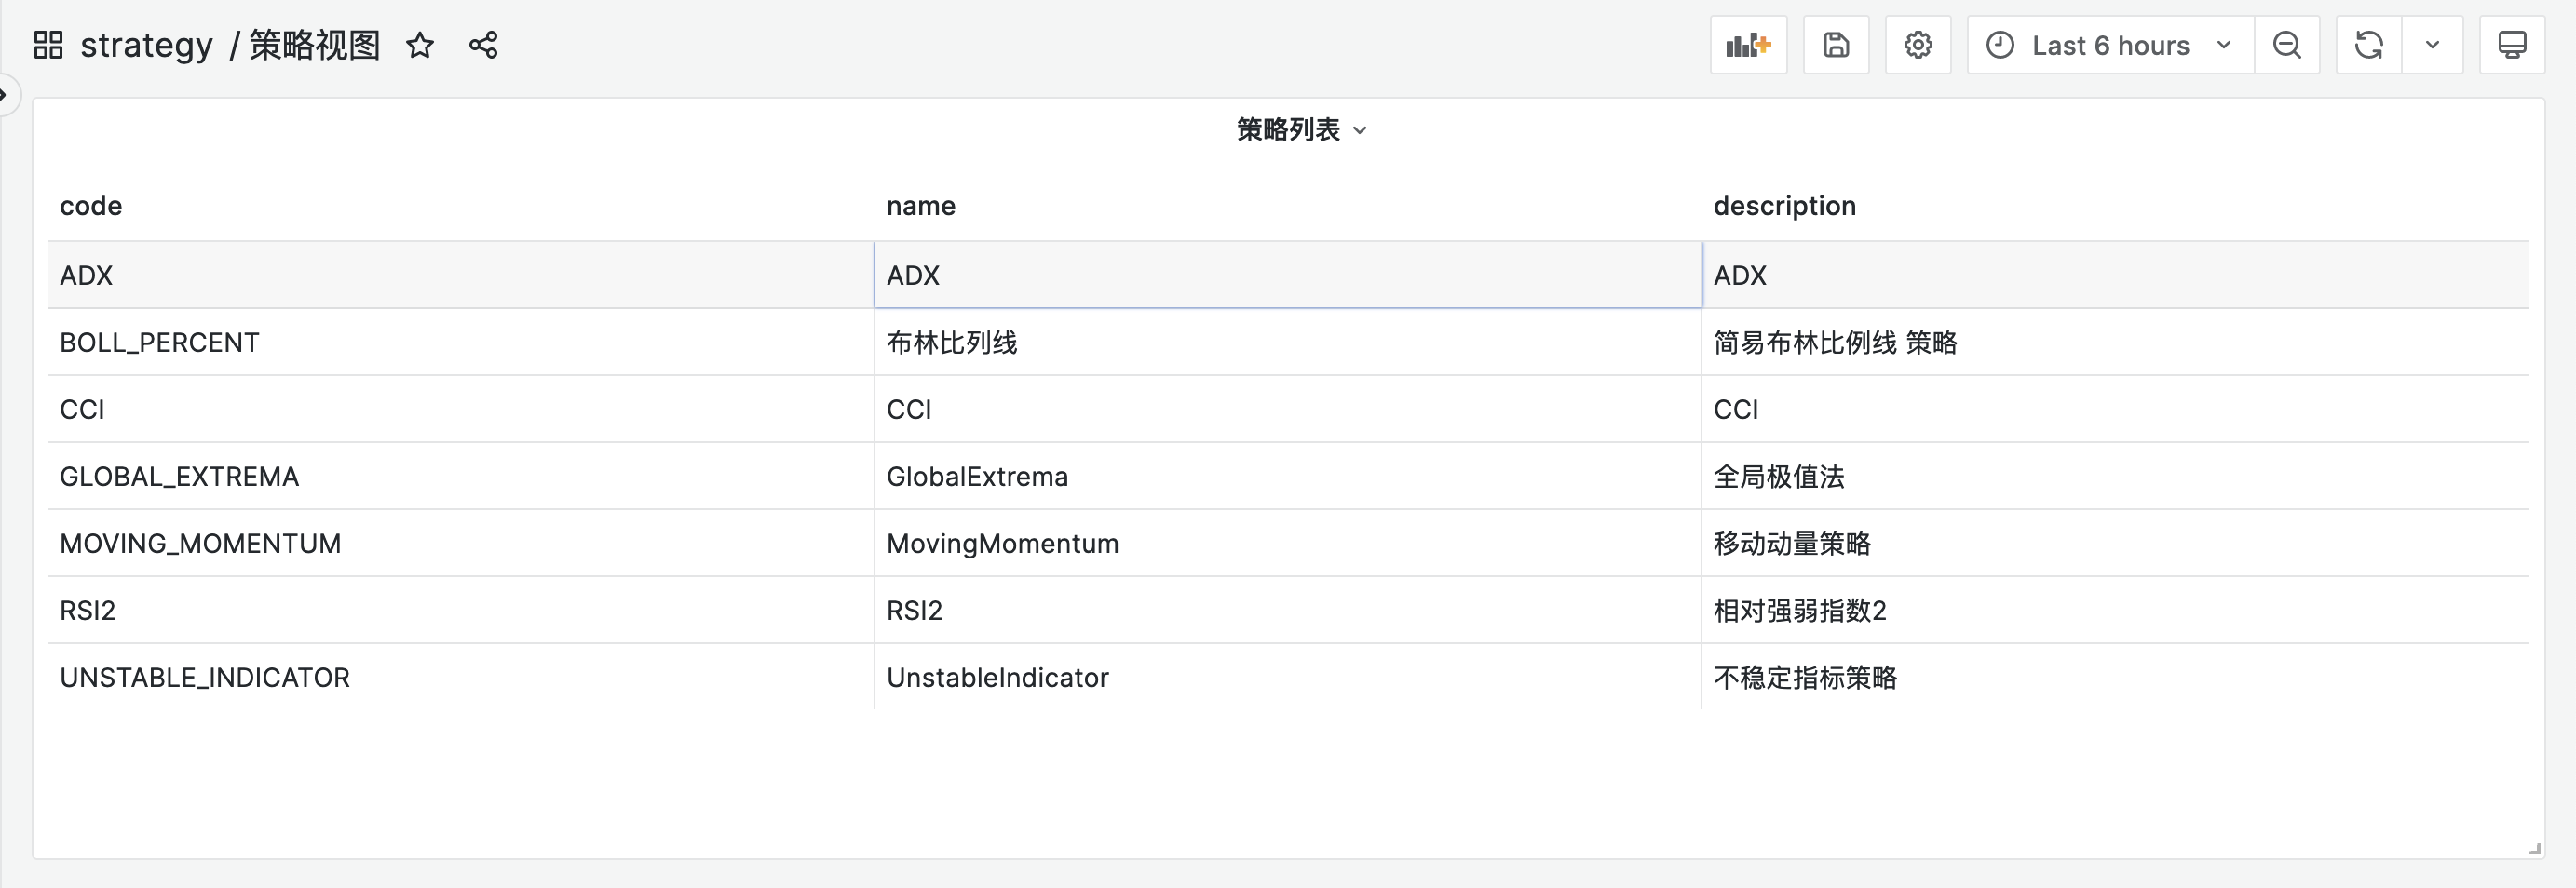 strategy / 策略视图
Last 6 hours
策略列表
code name description
ADX ADX ADX
BOLL_PERCENT 布林比列线 简易布林比例线 策略
CCI CCI CCI
GLOBAL_EXTREMA GlobalExtrema 全局极值法
MOVING_MOMENTUM MovingMomentum 移动动量策略
RSI2 RSI2 相对强弱指数2
UNSTABLE_INDICATOR UnstableIndicator 不稳定指标策略